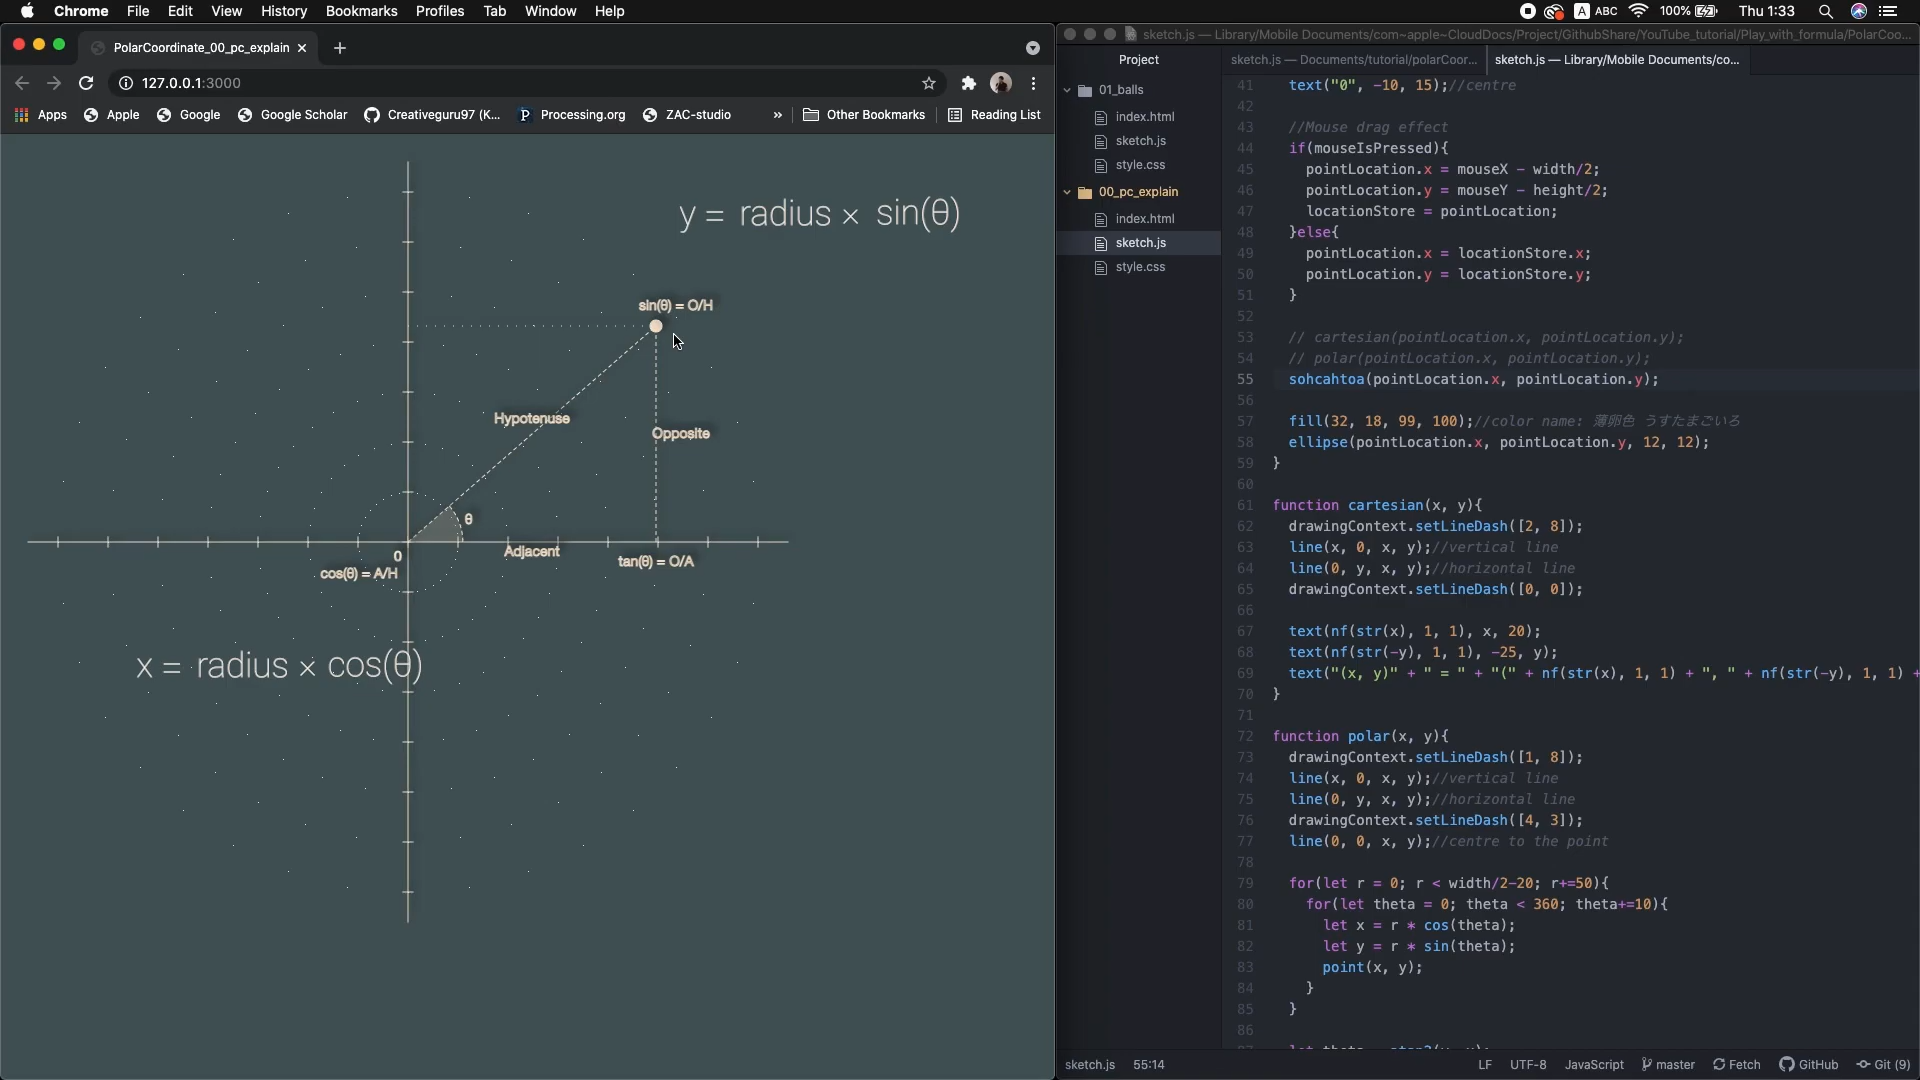 Chrome File Edit View History Bookmarks Profiles Tab Window Help
A ABC 100% Thu 1:33
PolarCoordinate_00_pc_explain
127.0.0.1:3000
Apps Apple Google Google Scholar Creativeguru97 (K... Processing.org ZAC-studio » Other Bookmarks Reading List
y = radius × sin(θ)
sin(θ) = O/H
Hypotenuse
Opposite
θ
0
Adjacent
cos(θ) = A/H
tan(θ) = O/A
x = radius × cos(θ)
sketch.js — Library/Mobile Documents/com~apple~CloudDocs/Project/GithubShare/YouTube_tutorial/Play_with_formula/PolarCoo...
Project
01_balls
index.html
sketch.js
style.css
00_pc_explain
index.html
sketch.js
style.css
sketch.js — Documents/tutorial/polarCoor...
sketch.js — Library/Mobile Documents/co...
41 text("0", -10, 15);//centre
42
43 //Mouse drag effect
44 if(mouseIsPressed){
45 pointLocation.x = mouseX - width/2;
46 pointLocation.y = mouseY - height/2;
47 locationStore = pointLocation;
48 }else{
49 pointLocation.x = locationStore.x;
50 pointLocation.y = locationStore.y;
51 }
52
53 // cartesian(pointLocation.x, pointLocation.y);
54 // polar(pointLocation.x, pointLocation.y);
55 sohcahtoa(pointLocation.x, pointLocation.y);
56
57 fill(32, 18, 99, 100);//color name: 薄卵色 うすたまごいろ
58 ellipse(pointLocation.x, pointLocation.y, 12, 12);
59 }
60
61 function cartesian(x, y){
62 drawingContext.setLineDash([2, 8]);
63 line(x, 0, x, y);//vertical line
64 line(0, y, x, y);//horizontal line
65 drawingContext.setLineDash([0, 0]);
66
67 text(nf(str(x), 1, 1), x, 20);
68 text(nf(str(-y), 1, 1), -25, y);
69 text("(x, y)" + " = " + "(" + nf(str(x), 1, 1) + ", " + nf(str(-y), 1, 1) +
70 }
71
72 function polar(x, y){
73 drawingContext.setLineDash([1, 8]);
74 line(x, 0, x, y);//vertical line
75 line(0, y, x, y);//horizontal line
76 drawingContext.setLineDash([4, 3]);
77 line(0, 0, x, y);//centre to the point
78
79 for(let r = 0; r < width/2-20; r+=50){
80 for(let theta = 0; theta < 360; theta+=10){
81 let x = r * cos(theta);
82 let y = r * sin(theta);
83 point(x, y);
84 }
85 }
86
sketch.js 55:14
LF UTF-8 JavaScript master Fetch GitHub Git (9)